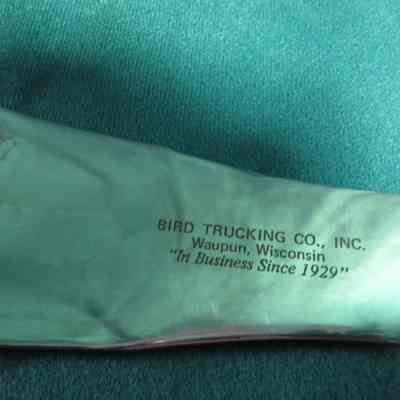 BIRD TRUCKING CO., INC.
Waupun, Wisconsin
"In Business Since 1929"